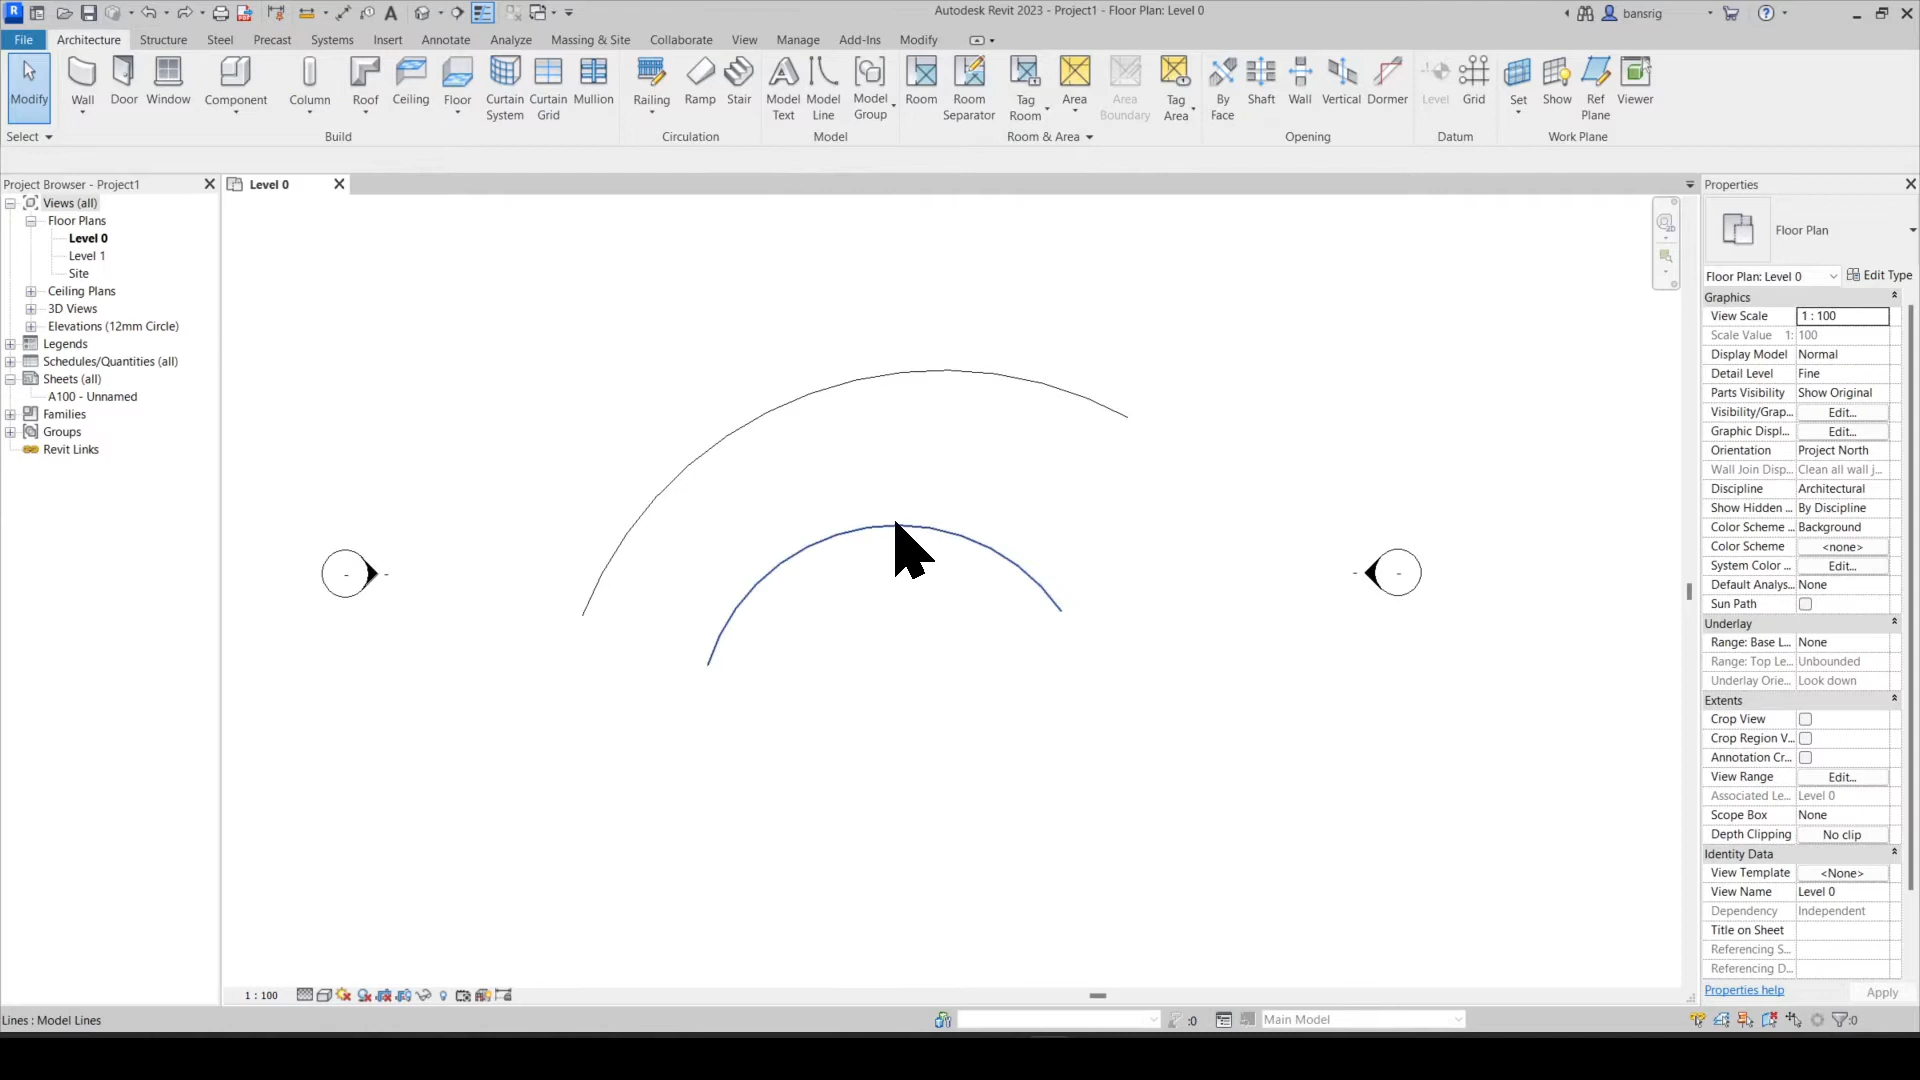 Autodesk Revit 2023 - Project1 - Floor Plan: Level 0
bansrig
File Architecture Structure Steel Precast Systems Insert Annotate Analyze Massing & Site Collaborate View Manage Add-Ins Modify
Modify Wall Door Window Component Column Roof Ceiling Floor Curtain System Curtain Grid Mullion Railing Ramp Stair Model Text Model Line Model Group Room Room Separator Tag Room Area Area Boundary Tag Area By Face Shaft Wall Vertical Dormer Level Grid Set Show Ref Plane Viewer
Select Build Circulation Model Room & Area Opening Datum Work Plane
Project Browser - Project1
Views (all)
Floor Plans
Level 0
Level 1
Site
Ceiling Plans
3D Views
Elevations (12mm Circle)
Legends
Schedules/Quantities (all)
Sheets (all)
A100 - Unnamed
Families
Groups
Revit Links
Level 0
Properties
Floor Plan
Floor Plan: Level 0 Edit Type
Graphics
View Scale 1 : 100
Scale Value 1: 100
Display Model Normal
Detail Level Fine
Parts Visibility Show Original
Visibility/Grap... Edit...
Graphic Displ... Edit...
Orientation Project North
Wall Join Disp... Clean all wall j...
Discipline Architectural
Show Hidden ... By Discipline
Color Scheme ... Background
Color Scheme <none>
System Color ... Edit...
Default Analys... None
Sun Path
Underlay
Range: Base L... None
Range: Top Le... Unbounded
Underlay Orie... Look down
Extents
Crop View
Crop Region V...
Annotation Cr...
View Range Edit...
Associated Le... Level 0
Scope Box None
Depth Clipping No clip
Identity Data
View Template <None>
View Name Level 0
Dependency Independent
Title on Sheet
Referencing S...
Referencing D...
Properties help Apply
1 : 100
Lines : Model Lines
:0
Main Model
:0